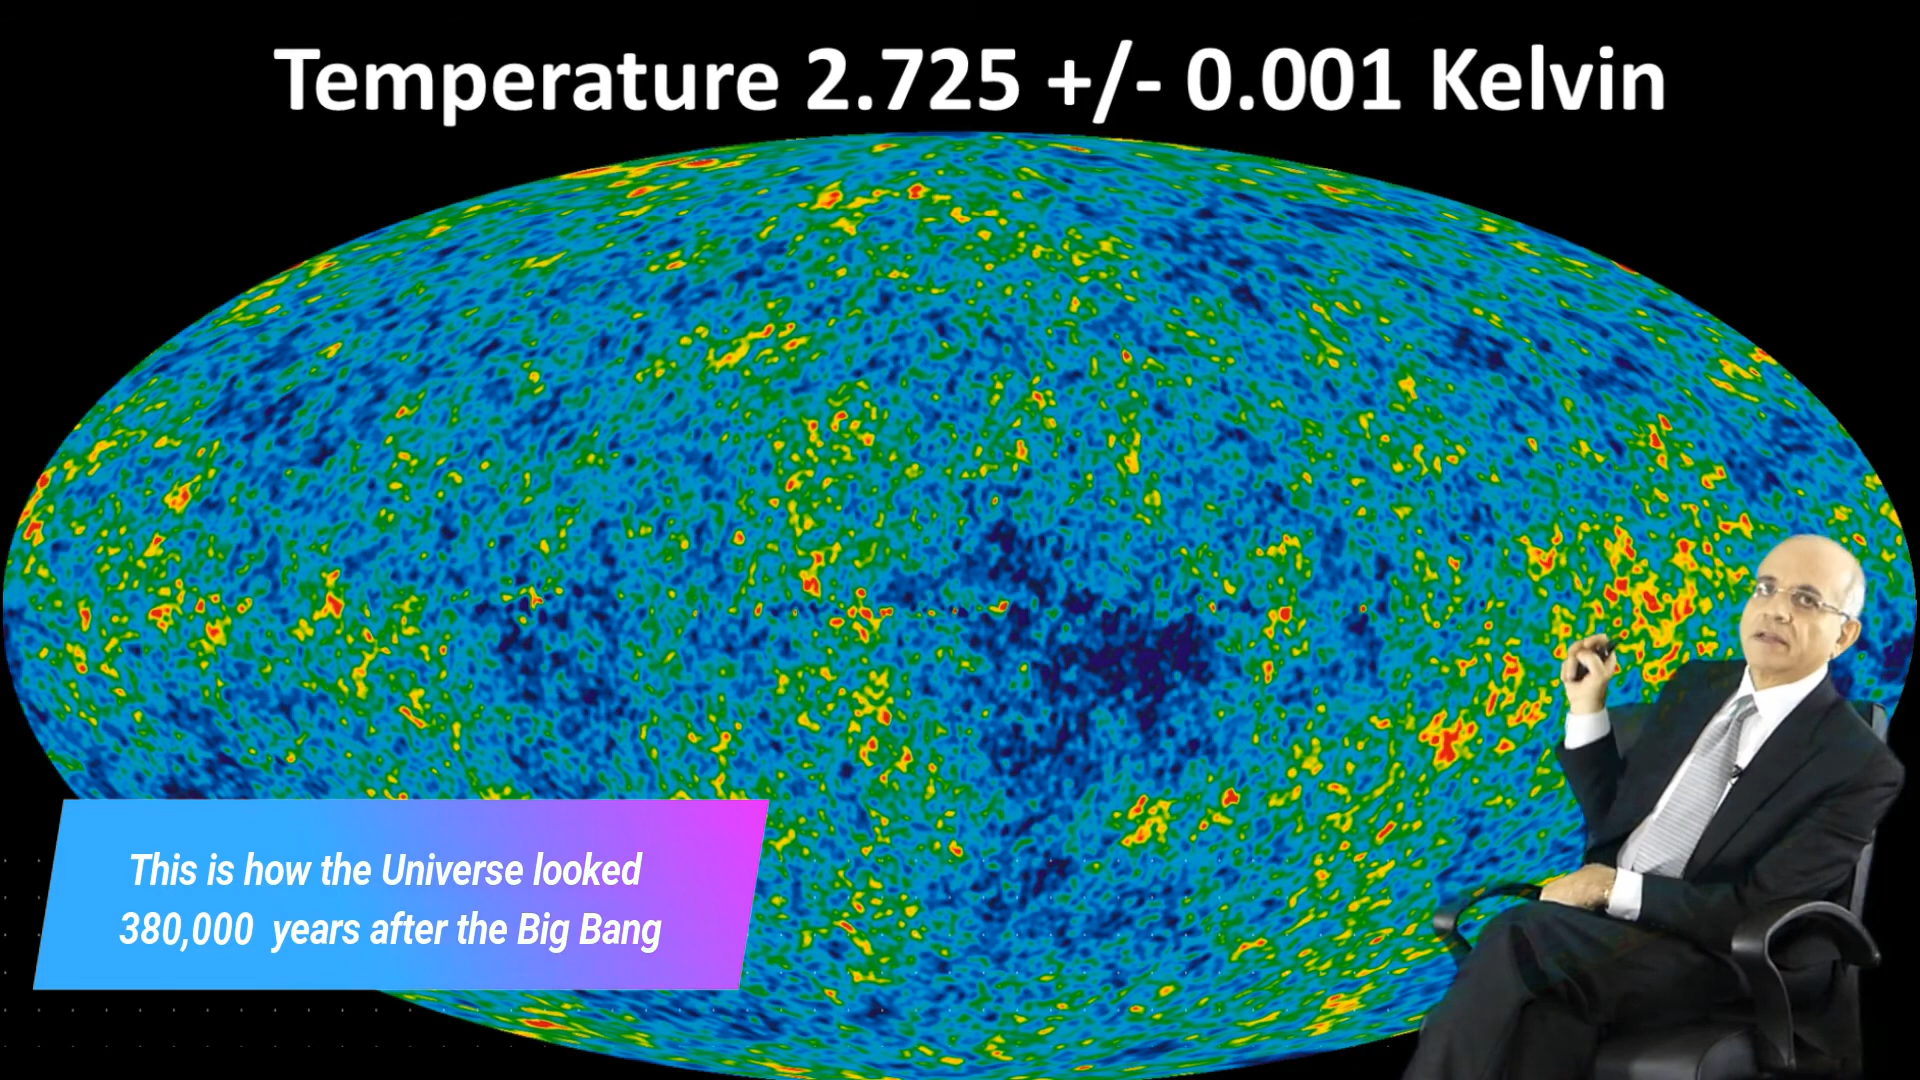 Temperature 2.725 +/- 0.001 Kelvin
This is how the Universe looked
380,000 years after the Big Bang